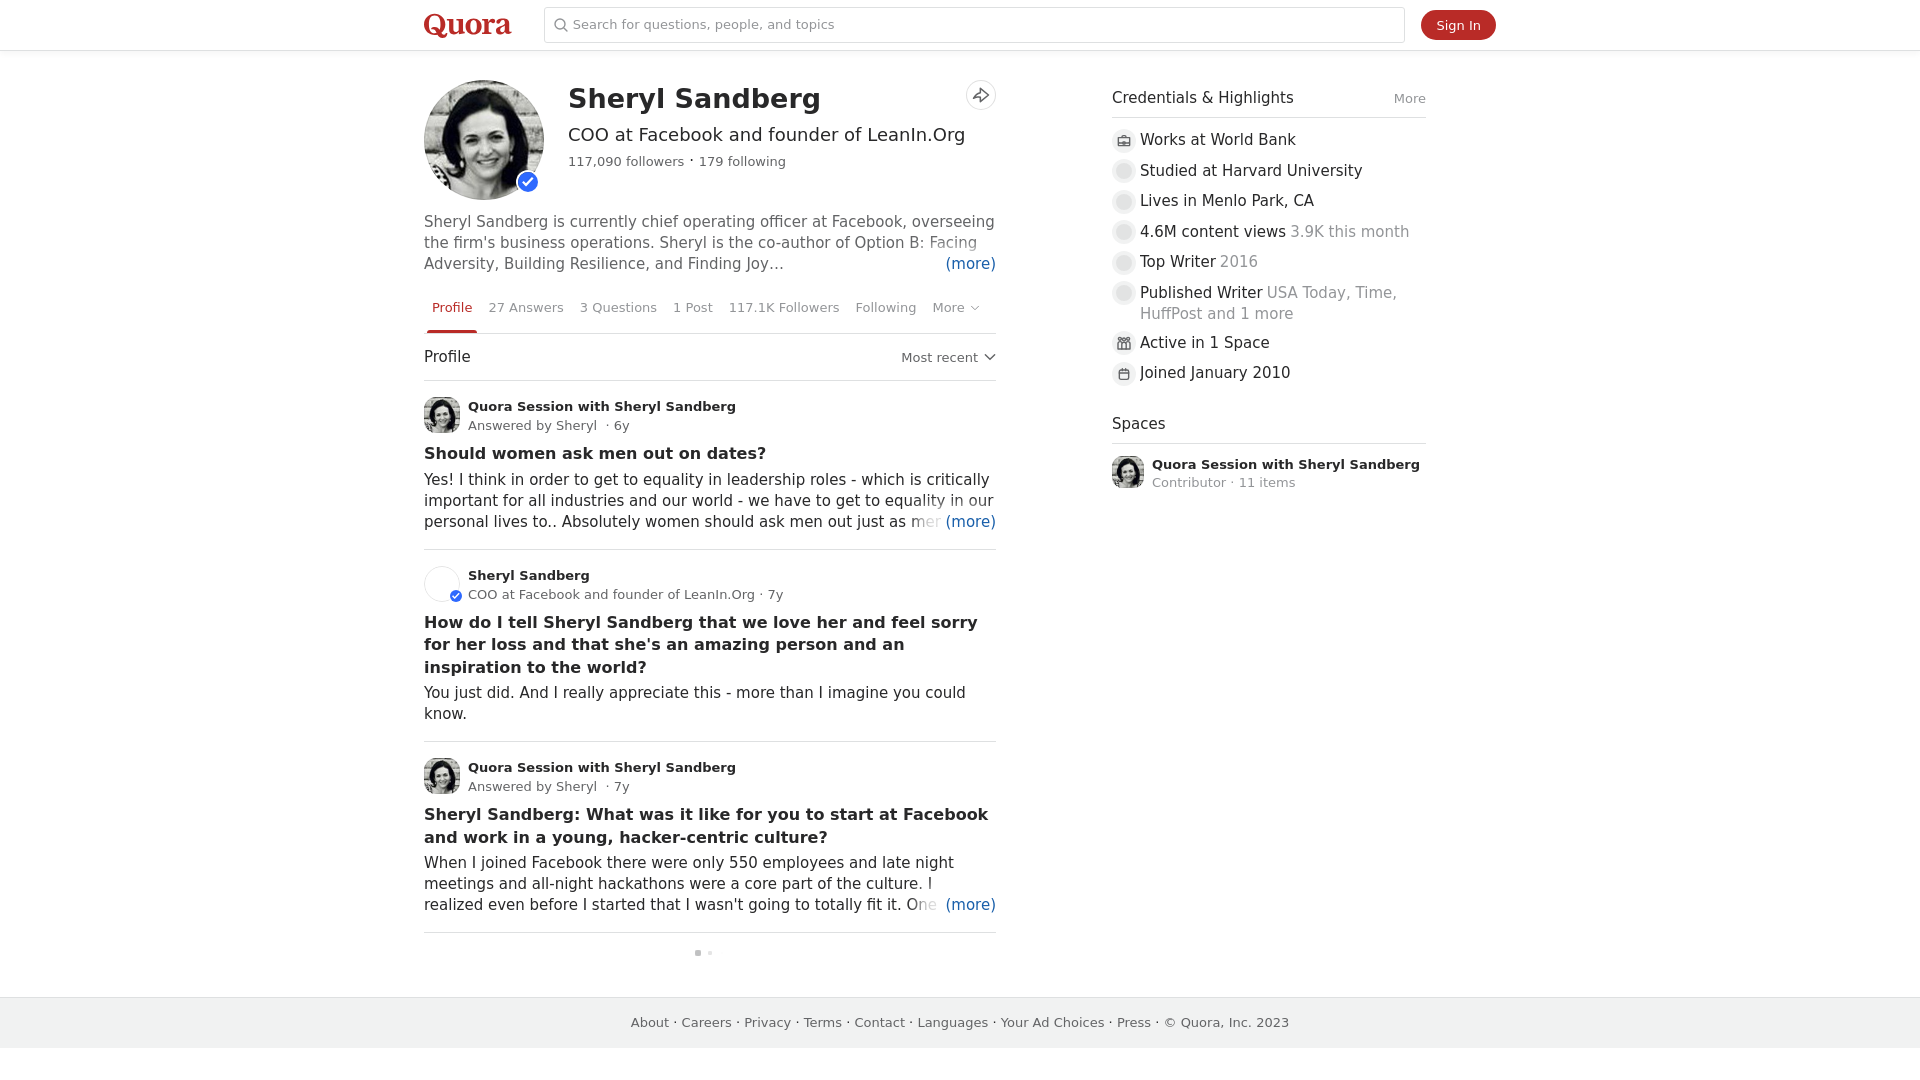 Quora
Search for questions, people, and topics
Sign In
Sheryl Sandberg
COO at Facebook and founder of LeanIn.Org
117,090 followers · 179 following
Sheryl Sandberg is currently chief operating officer at Facebook, overseeing
the firm's business operations. Sheryl is the co-author of Option B: Facing
Adversity, Building Resilience, and Finding Joy… (more)
Profile 27 Answers 3 Questions 1 Post 117.1K Followers Following More
Profile
Most recent
Quora Session with Sheryl Sandberg
Answered by Sheryl · 6y
Should women ask men out on dates?
Yes! I think in order to get to equality in leadership roles - which is critically
important for all industries and our world - we have to get to equality in our
personal lives to.. Absolutely women should ask men out just as men (more)
Sheryl Sandberg
COO at Facebook and founder of LeanIn.Org · 7y
How do I tell Sheryl Sandberg that we love her and feel sorry
for her loss and that she's an amazing person and an
inspiration to the world?
You just did. And I really appreciate this - more than I imagine you could
know.
Quora Session with Sheryl Sandberg
Answered by Sheryl · 7y
Sheryl Sandberg: What was it like for you to start at Facebook
and work in a young, hacker-centric culture?
When I joined Facebook there were only 550 employees and late night
meetings and all-night hackathons were a core part of the culture. I
realized even before I started that I wasn't going to totally fit it. One (more)
Credentials & Highlights
More
Works at World Bank
Studied at Harvard University
Lives in Menlo Park, CA
4.6M content views 3.9K this month
Top Writer 2016
Published Writer USA Today, Time,
HuffPost and 1 more
Active in 1 Space
Joined January 2010
Spaces
Quora Session with Sheryl Sandberg
Contributor · 11 items
About · Careers · Privacy · Terms · Contact · Languages · Your Ad Choices · Press · © Quora, Inc. 2023